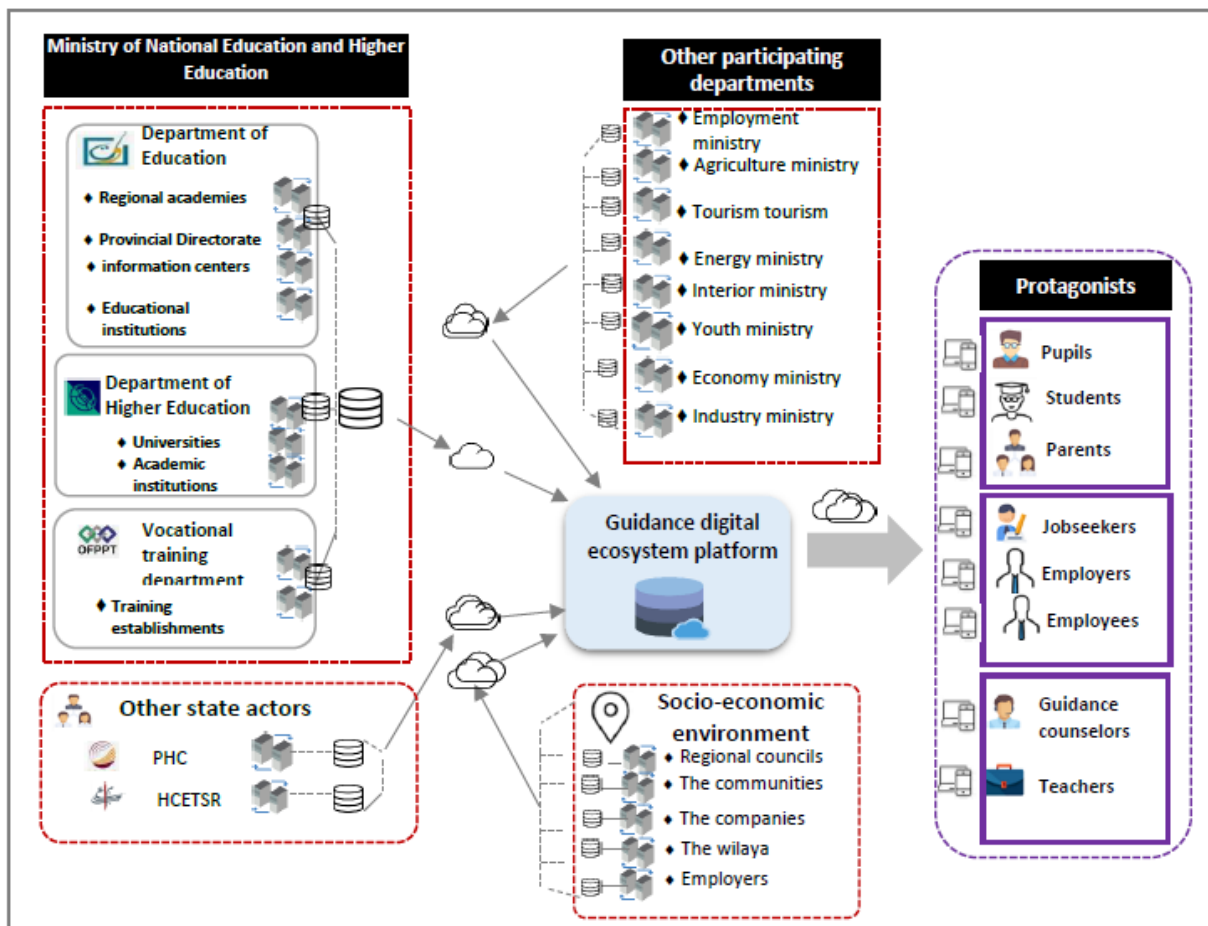 Ministry of National Education and Higher
Education
Department of
Education
♦ Regional academies
♦ Provincial Directorate
♦ information centers
♦ Educational
institutions
Department of
Higher Education
♦ Universities
♦ Academic
institutions
OFPPT
Vocational
training
department
♦ Training
establishments
Other state actors
PHC
HCETSR
Other participating
departments
♦ Employment
ministry
♦ Agriculture ministry
♦ Tourism tourism
♦ Energy ministry
♦ Interior ministry
♦ Youth ministry
♦ Economy ministry
♦ Industry ministry
Guidance digital
ecosystem platform
Socio-economic
environment
♦ Regional councils
♦ The communities
♦ The companies
♦ The wilaya
♦ Employers
Protagonists
Pupils
Students
Parents
Jobseekers
Employers
Employees
Guidance
counselors
Teachers